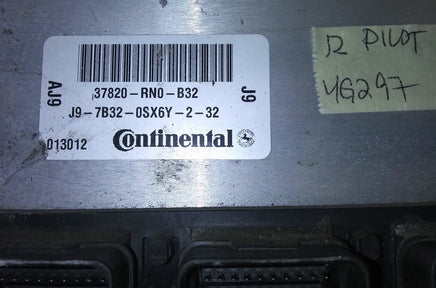 AJ9
37820-RN0-B32
J9
J9-7B32-0SX6Y-2-32
013012
Continental
12 PILOT
4G297